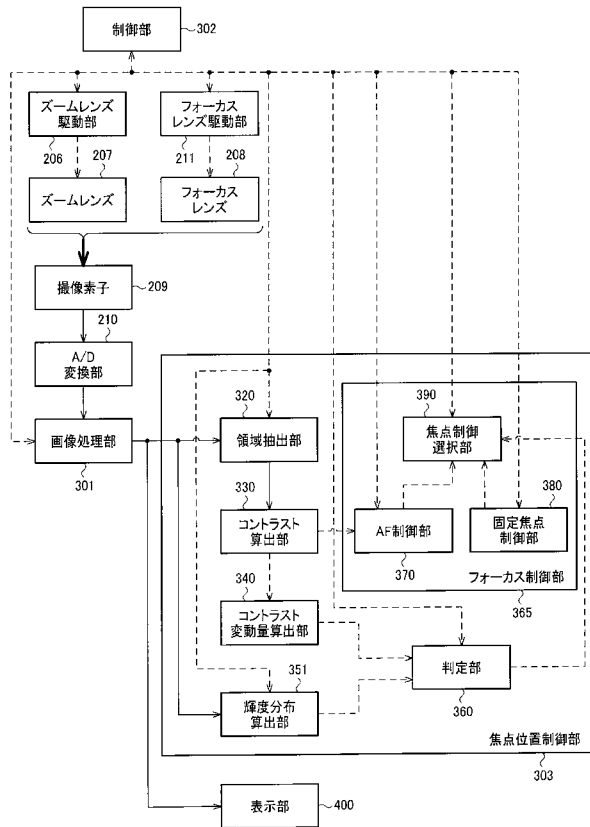 制御部
302
ズームレンズ
駆動部
フォーカス
レンズ駆動部
206
207
211
208
ズームレンズ
フォーカス
レンズ
撮像素子
209
210
A/D
変換部
画像処理部
301
320
領域抽出部
330
コントラスト
算出部
340
コントラスト
変動量算出部
351
輝度分布
算出部
390
焦点制御
選択部
AF制御部
370
380
固定焦点
制御部
フォーカス制御部
365
判定部
360
焦点位置制御部
303
表示部
400